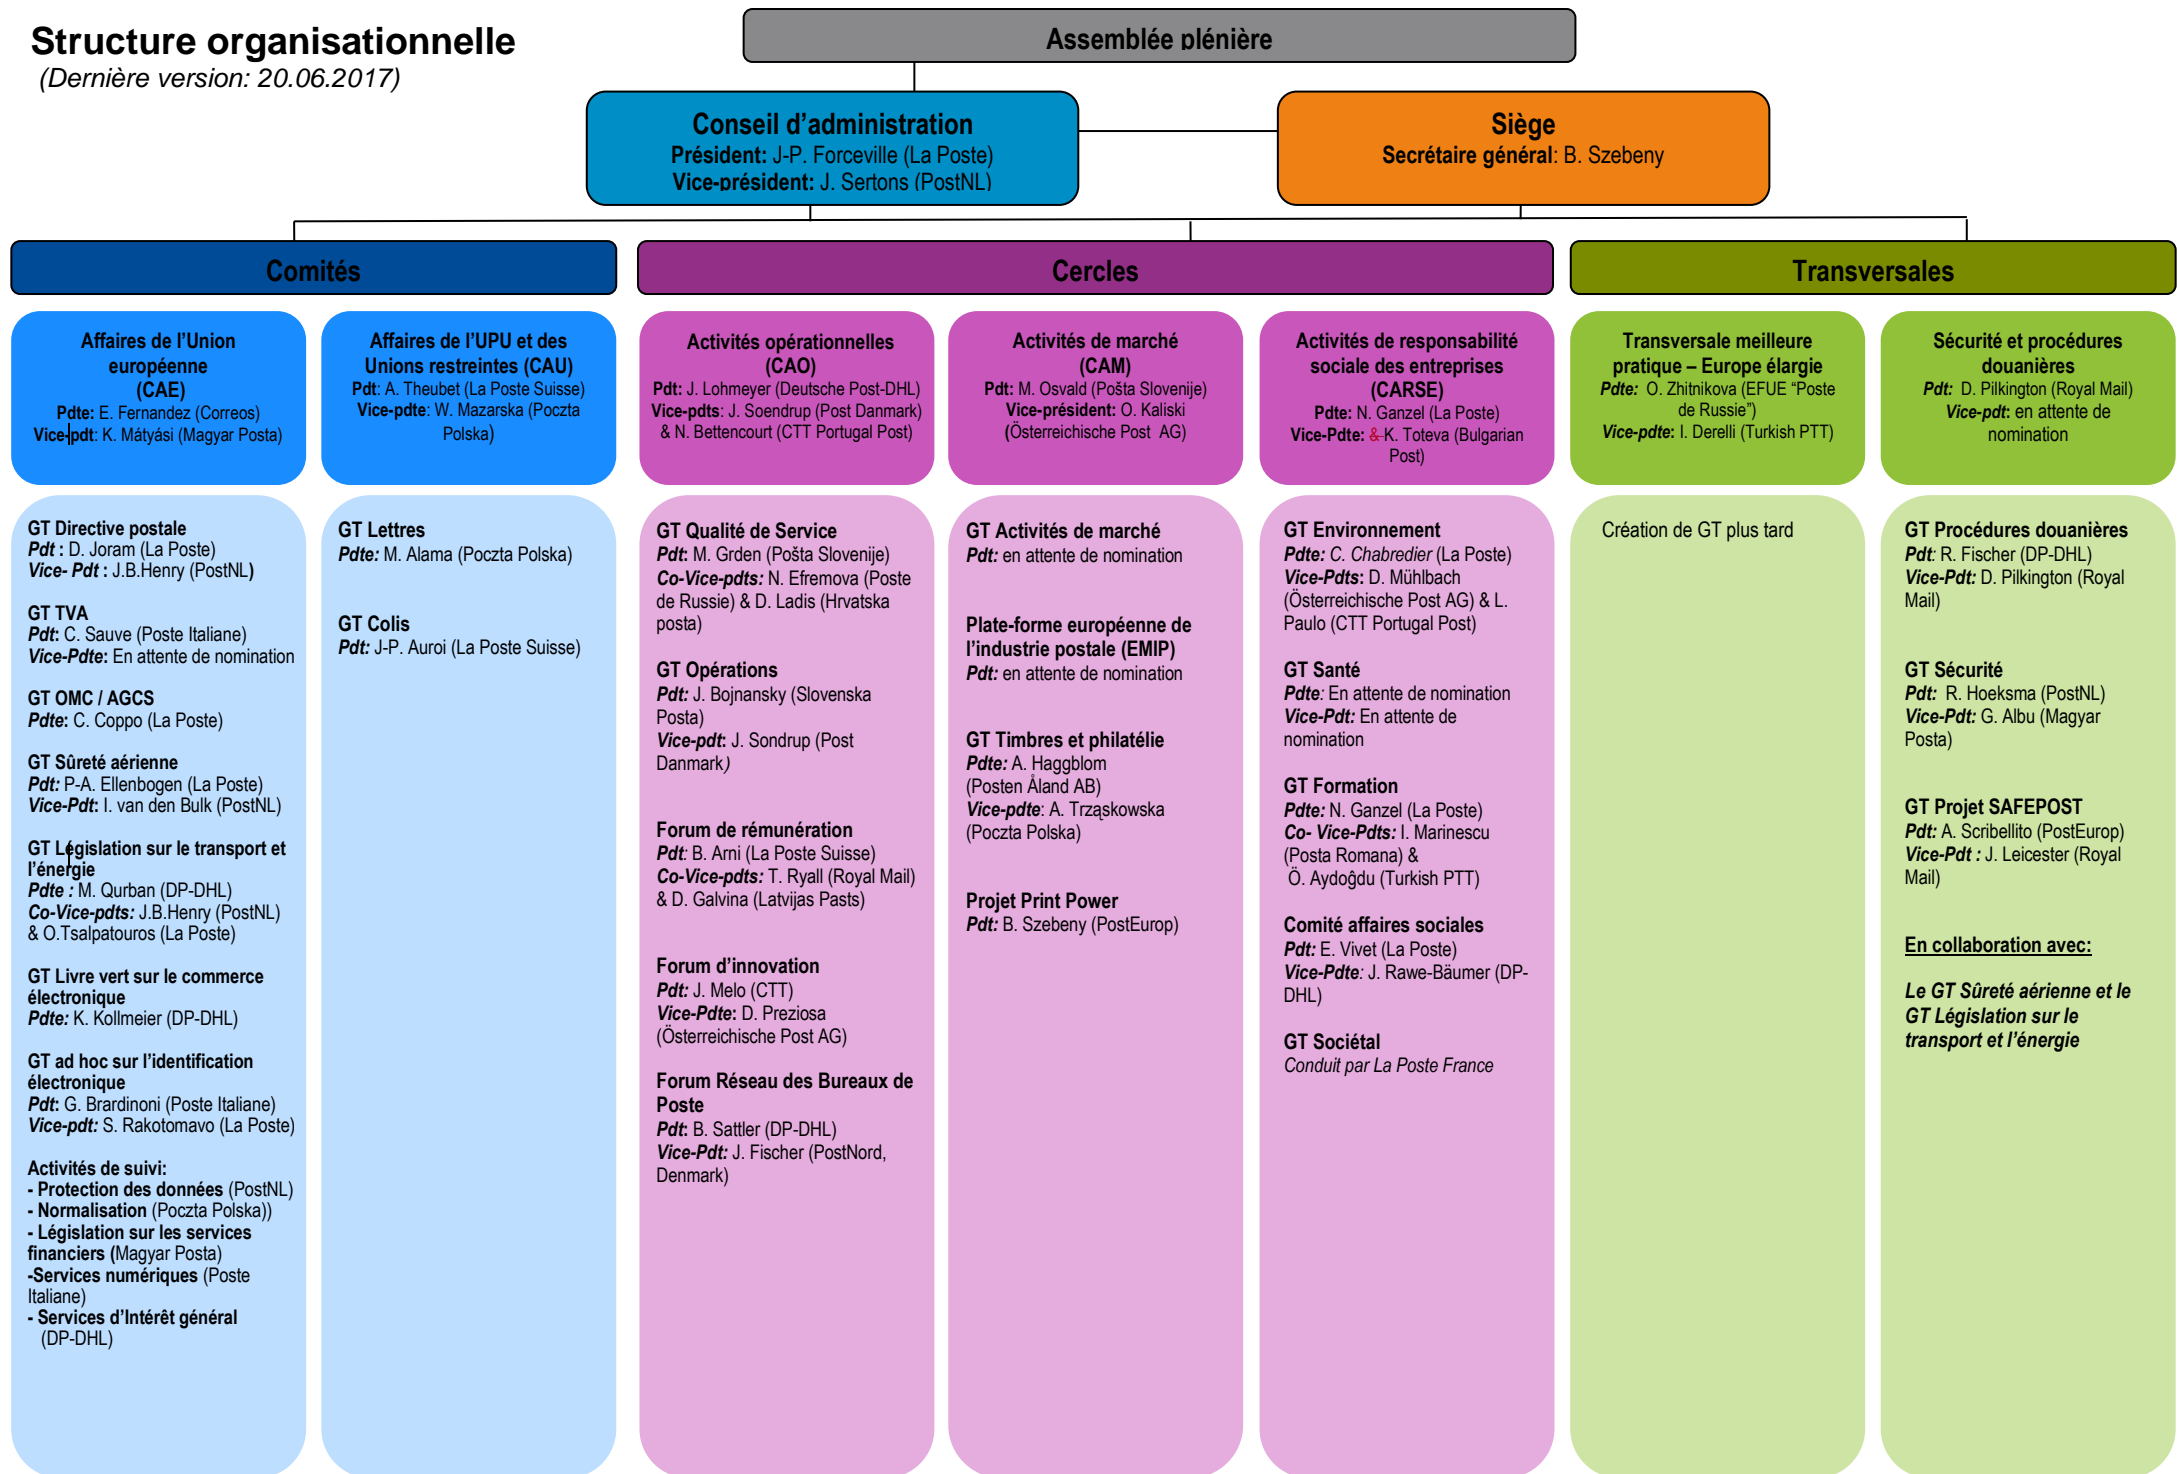 Structure organisationnelle
(Dernière version: 20.06.2017)
Assemblée plénière
Conseil d’administration
Président: J-P. Forceville (La Poste)
Vice-président: J. Sertons (PostNL)
Siège
Secrétaire général: B. Szebeny
Comités
Cercles
Transversales
Affaires de l’Union
européenne
(CAE)
Pdte: E. Fernandez (Correos)
Vice-pdt: K. Mátyási (Magyar Posta)
Affaires de l’UPU et des
Unions restreintes (CAU)
Pdt: A. Theubet (La Poste Suisse)
Vice-pdte: W. Mazarska (Poczta
Polska)
Activités opérationnelles
(CAO)
Pdt: J. Lohmeyer (Deutsche Post-DHL)
Vice-pdts: J. Soendrup (Post Danmark)
& N. Bettencourt (CTT Portugal Post)
Activités de marché
(CAM)
Pdt: M. Osvald (Pošta Slovenije)
Vice-président: O. Kaliski
(Österreichische Post AG)
Activités de responsabilité
sociale des entreprises
(CARSE)
Pdte: N. Ganzel (La Poste)
Vice-Pdte: & K. Toteva (Bulgarian
Post)
Transversale meilleure
pratique – Europe élargie
Pdte: O. Zhitnikova (EFUE “Poste
de Russie”)
Vice-pdte: I. Derelli (Turkish PTT)
Sécurité et procédures
douanières
Pdt: D. Pilkington (Royal Mail)
Vice-pdt: en attente de
nomination
GT Directive postale
Pdt : D. Joram (La Poste)
Vice- Pdt : J.B.Henry (PostNL)
GT TVA
Pdt: C. Sauve (Poste Italiane)
Vice-Pdte: En attente de nomination
GT OMC / AGCS
Pdte: C. Coppo (La Poste)
GT Sûreté aérienne
Pdt: P-A. Ellenbogen (La Poste)
Vice-Pdt: I. van den Bulk (PostNL)
GT Législation sur le transport et
l’énergie
Pdte : M. Qurban (DP-DHL)
Co-Vice-pdts: J.B.Henry (PostNL)
& O.Tsalpatouros (La Poste)
GT Livre vert sur le commerce
électronique
Pdte: K. Kollmeier (DP-DHL)
GT ad hoc sur l’identification
électronique
Pdt: G. Brardinoni (Poste Italiane)
Vice-pdt: S. Rakotomavo (La Poste)
Activités de suivi:
- Protection des données (PostNL)
- Normalisation (Poczta Polska))
- Législation sur les services
financiers (Magyar Posta)
-Services numériques (Poste
Italiane)
- Services d’Intérêt général
(DP-DHL)
GT Lettres
Pdte: M. Alama (Poczta Polska)
GT Colis
Pdt: J-P. Auroi (La Poste Suisse)
GT Qualité de Service
Pdt: M. Grden (Pošta Slovenije)
Co-Vice-pdts: N. Efremova (Poste
de Russie) & D. Ladis (Hrvatska
posta)
GT Opérations
Pdt: J. Bojnansky (Slovenska
Posta)
Vice-pdt: J. Sondrup (Post
Danmark)
Forum de rémunération
Pdt: B. Arni (La Poste Suisse)
Co-Vice-pdts: T. Ryall (Royal Mail)
& D. Galvina (Latvijas Pasts)
Forum d’innovation
Pdt: J. Melo (CTT)
Vice-Pdte: D. Preziosa
(Österreichische Post AG)
Forum Réseau des Bureaux de
Poste
Pdt: B. Sattler (DP-DHL)
Vice-Pdt: J. Fischer (PostNord,
Denmark)
GT Activités de marché
Pdt: en attente de nomination
Plate-forme européenne de
l’industrie postale (EMIP)
Pdt: en attente de nomination
GT Timbres et philatélie
Pdte: A. Haggblom
(Posten Åland AB)
Vice-pdte: A. Trząskowska
(Poczta Polska)
Projet Print Power
Pdt: B. Szebeny (PostEurop)
GT Environnement
Pdte: C. Chabredier (La Poste)
Vice-Pdts: D. Mühlbach
(Österreichische Post AG) & L.
Paulo (CTT Portugal Post)
GT Santé
Pdte: En attente de nomination
Vice-Pdt: En attente de
nomination
GT Formation
Pdte: N. Ganzel (La Poste)
Co- Vice-Pdts: I. Marinescu
(Posta Romana) &
Ö. Aydoĝdu (Turkish PTT)
Comité affaires sociales
Pdt: E. Vivet (La Poste)
Vice-Pdte: J. Rawe-Bäumer (DP-
DHL)
GT Sociétal
Conduit par La Poste France
Création de GT plus tard
GT Procédures douanières
Pdt: R. Fischer (DP-DHL)
Vice-Pdt: D. Pilkington (Royal
Mail)
GT Sécurité
Pdt: R. Hoeksma (PostNL)
Vice-Pdt: G. Albu (Magyar
Posta)
GT Projet SAFEPOST
Pdt: A. Scribellito (PostEurop)
Vice-Pdt : J. Leicester (Royal
Mail)
En collaboration avec:
Le GT Sûreté aérienne et le
GT Législation sur le
transport et l’énergie